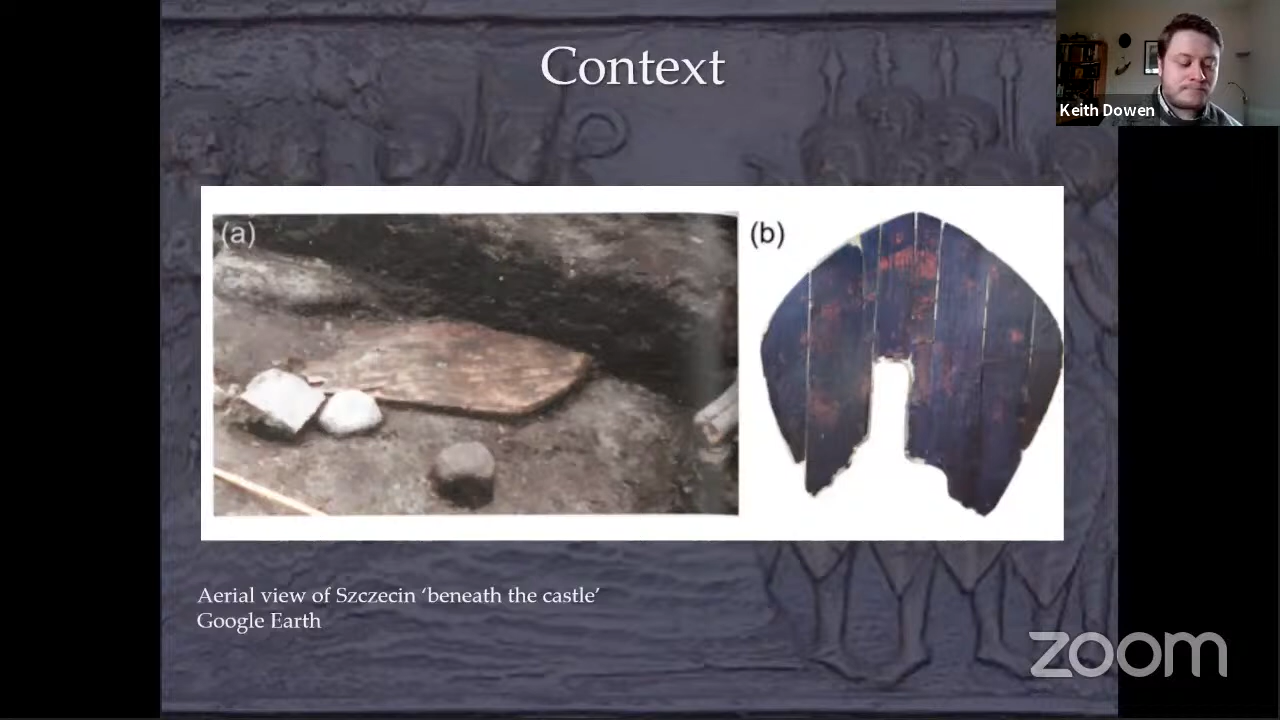 Context
Keith Dowen
(a)
(b)
Aerial view of Szczecin ‘beneath the castle’
Google Earth
zoom